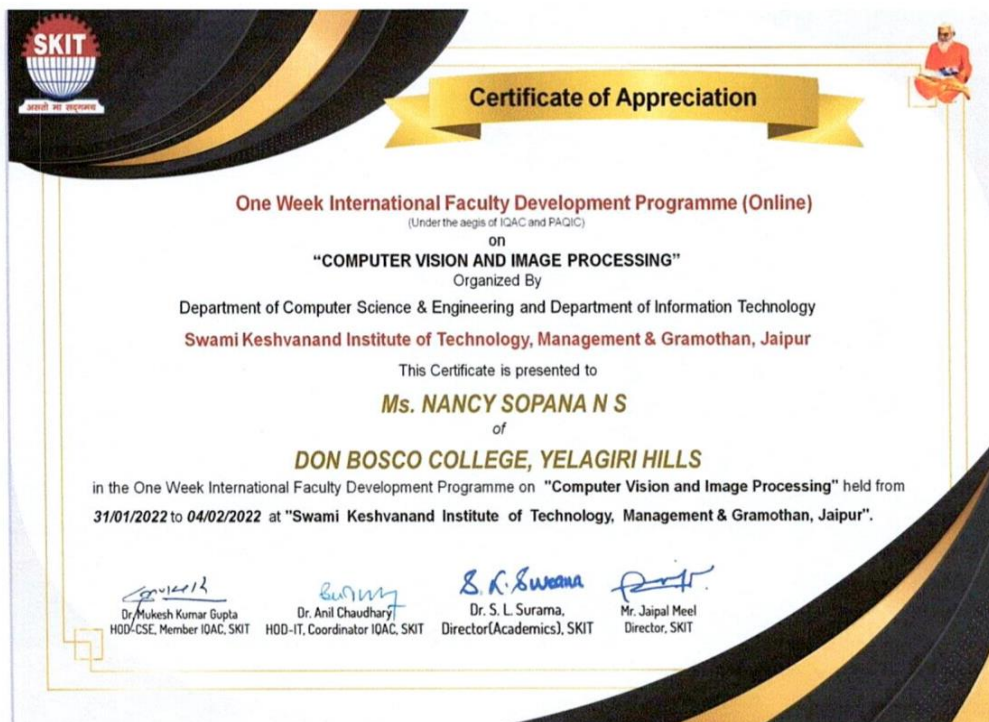 SKIT
असतो मा सद्गमय
Certificate of Appreciation
One Week International Faculty Development Programme (Online)
(Under the aegis of IQAC and PAQIC)
on
“COMPUTER VISION AND IMAGE PROCESSING”
Organized By
Department of Computer Science & Engineering and Department of Information Technology
Swami Keshvanand Institute of Technology, Management & Gramothan, Jaipur
This Certificate is presented to
Ms. NANCY SOPANA N S
of
DON BOSCO COLLEGE, YELAGIRI HILLS
in the One Week International Faculty Development Programme on "Computer Vision and Image Processing" held from
31/01/2022 to 04/02/2022 at "Swami Keshvanand Institute of Technology, Management & Gramothan, Jaipur".
Dr. Mukesh Kumar Gupta
HOD-CSE, Member IQAC, SKIT
Dr. Anil Chaudhary
HOD-IT, Coordinator IQAC, SKIT
Dr. S. L. Surama,
Director(Academics), SKIT
Mr. Jaipal Meel
Director, SKIT